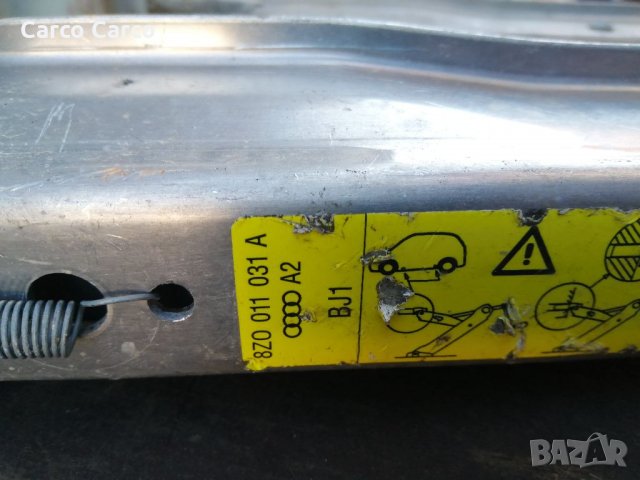 Carco Carco
8Z0 011 031 A
A2
BJ1
BAZAR